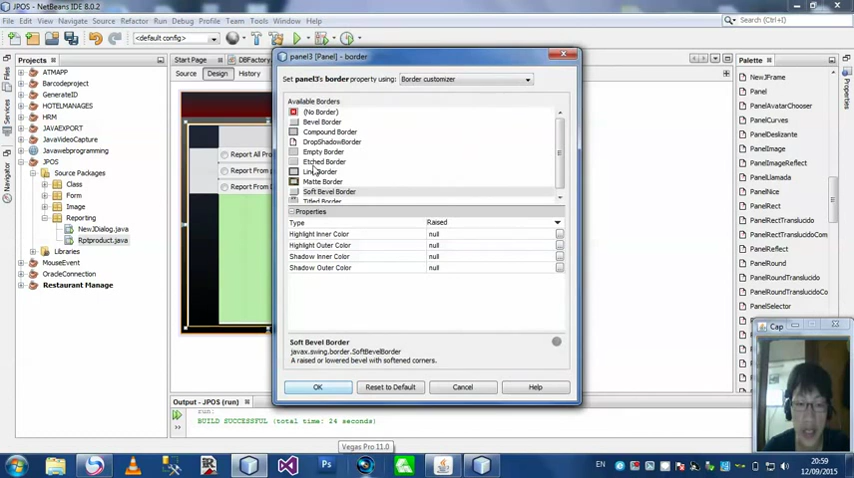 JPOS - NetBeans IDE 8.0.2
File Edit View Navigate Source Refactor Run Debug Profile Team Tools Window Help
<default config>
Search (Ctrl+I)
Files
Services
Navigator
Projects
ATMAPP
Barcodeproject
GenerateID
HOTELMANAGES
HRM
JAVAEXPORT
JavaVideoCapture
Javawebprogramming
JPOS
Source Packages
Class
Form
Image
Reporting
NewJDialog.java
Rptproduct.java
Libraries
MouseEvent
OracleConnection
Restaurant Manage
Start Page
DBFactory
Source Design History
Report All Pro
Report From
Report From
panel3 [Panel] - border
Set panel3's border property using: Border customizer
Available Borders
(No Border)
Bevel Border
Compound Border
DropShadowBorder
Empty Border
Etched Border
Line Border
Matte Border
Soft Bevel Border
Titled Border
Properties
Type Raised
Highlight Inner Color null
Highlight Outer Color null
Shadow Inner Color null
Shadow Outer Color null
Soft Bevel Border
javax.swing.border.SoftBevelBorder
A raised or lowered bevel with softened corners.
OK Reset to Default Cancel Help
Output - JPOS (run)
run:
BUILD SUCCESSFUL (total time: 24 seconds)
Palette
NewJFrame
Panel
PanelAvatarChooser
PanelCurves
PanelDeslizante
PanelImage
PanelImageReflect
PanelLlamada
PanelNice
PanelRect
PanelRectTranslucido
PanelRectTranslucidoCom
PanelReflect
PanelRound
PanelRoundTranslucido
PanelRoundTranslucidoCo
PanelSelector
Cap
Vegas Pro 11.0
Ps
EN
20:59
12/09/2015